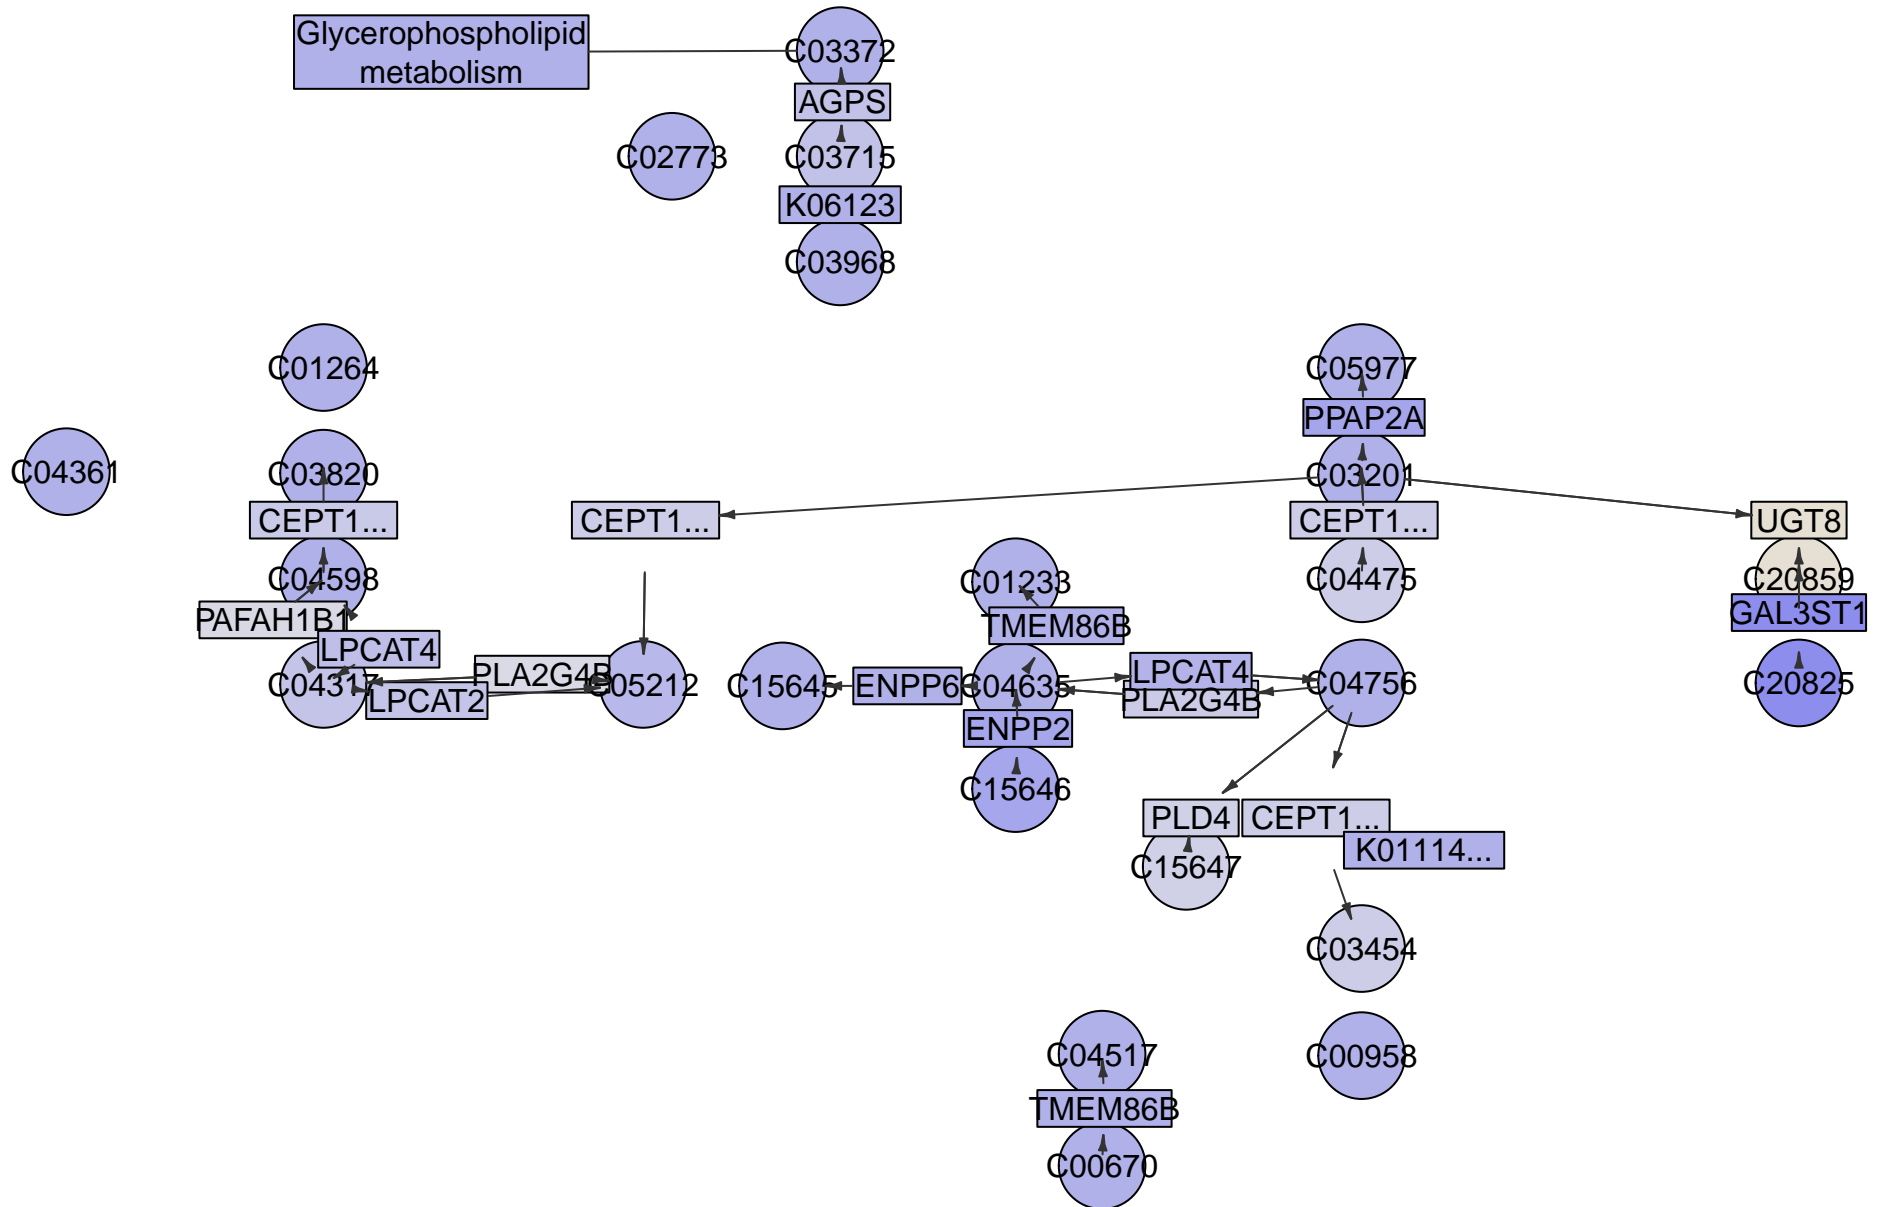 Glycerophospholipid
metabolism
C03372
AGPS
C02773
C03715
K06123
C03968
C01264
C05977
PPAP2A
C04361
C03820
C03201
CEPT1...
CEPT1...
CEPT1...
UGT8
C04598
C01233
C04475
C20859
PAFAH1B1
TMEM86B
GAL3ST1
LPCAT4
C04317
PLA2G4B
LPCAT2
C05212
C15645
ENPP6
C04635
LPCAT4
PLA2G4B
C04756
C20825
ENPP2
C15646
PLD4
CEPT1...
K01114...
C15647
C03454
C04517
C00958
TMEM86B
C00670